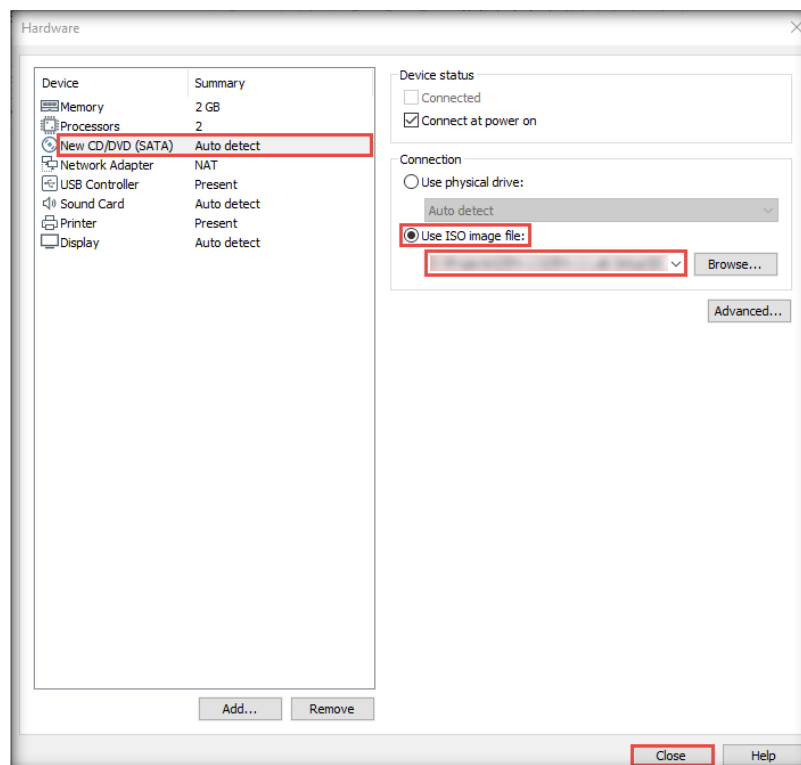 Hardware
Device Summary
Memory 2 GB
Processors 2
New CD/DVD (SATA) Auto detect
Network Adapter NAT
USB Controller Present
Sound Card Auto detect
Printer Present
Display Auto detect
Add... Remove
Device status
Connected
Connect at power on
Connection
Use physical drive:
Auto detect
Use ISO image file:
Browse...
Advanced...
Close Help